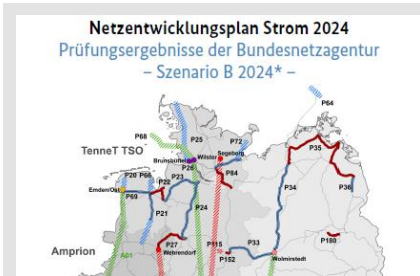 Netzentwicklungsplan Strom 2024
Prüfungsergebnisse der Bundesnetzagentur
– Szenario B 2024* –
P64
P68
P25
P72
TenneT TSO
Wilster
Segeberg
Brunsbüttel
P26
P35
P20
P66
P23
P84
P22
Emden/Ost
P69
P34
P36
P21
P24
P27
P115
P33
P180
Wehrendorf
Amprion
A01
P152
Wolmirstedt